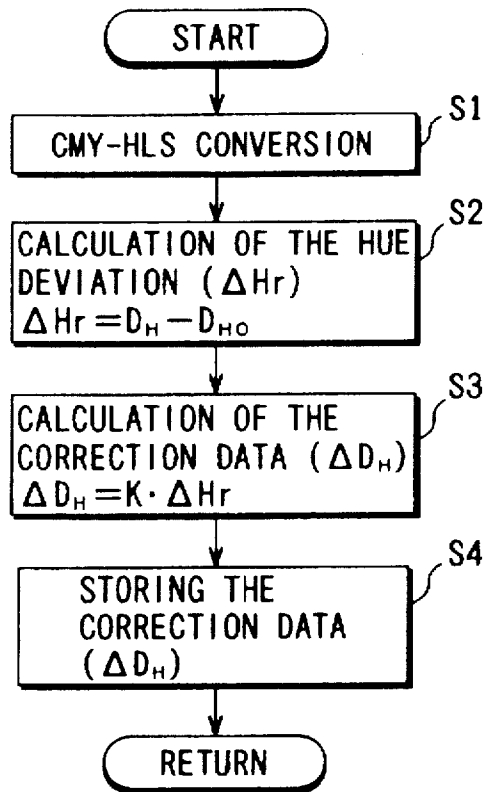 START
S1
CMY-HLS CONVERSION
S2
CALCULATION OF THE HUE
DEVIATION (ΔHr)
ΔHr=D_H-D_HO
S3
CALCULATION OF THE
CORRECTION DATA (ΔD_H)
ΔD_H=K·ΔHr
S4
STORING THE
CORRECTION DATA
(ΔD_H)
RETURN